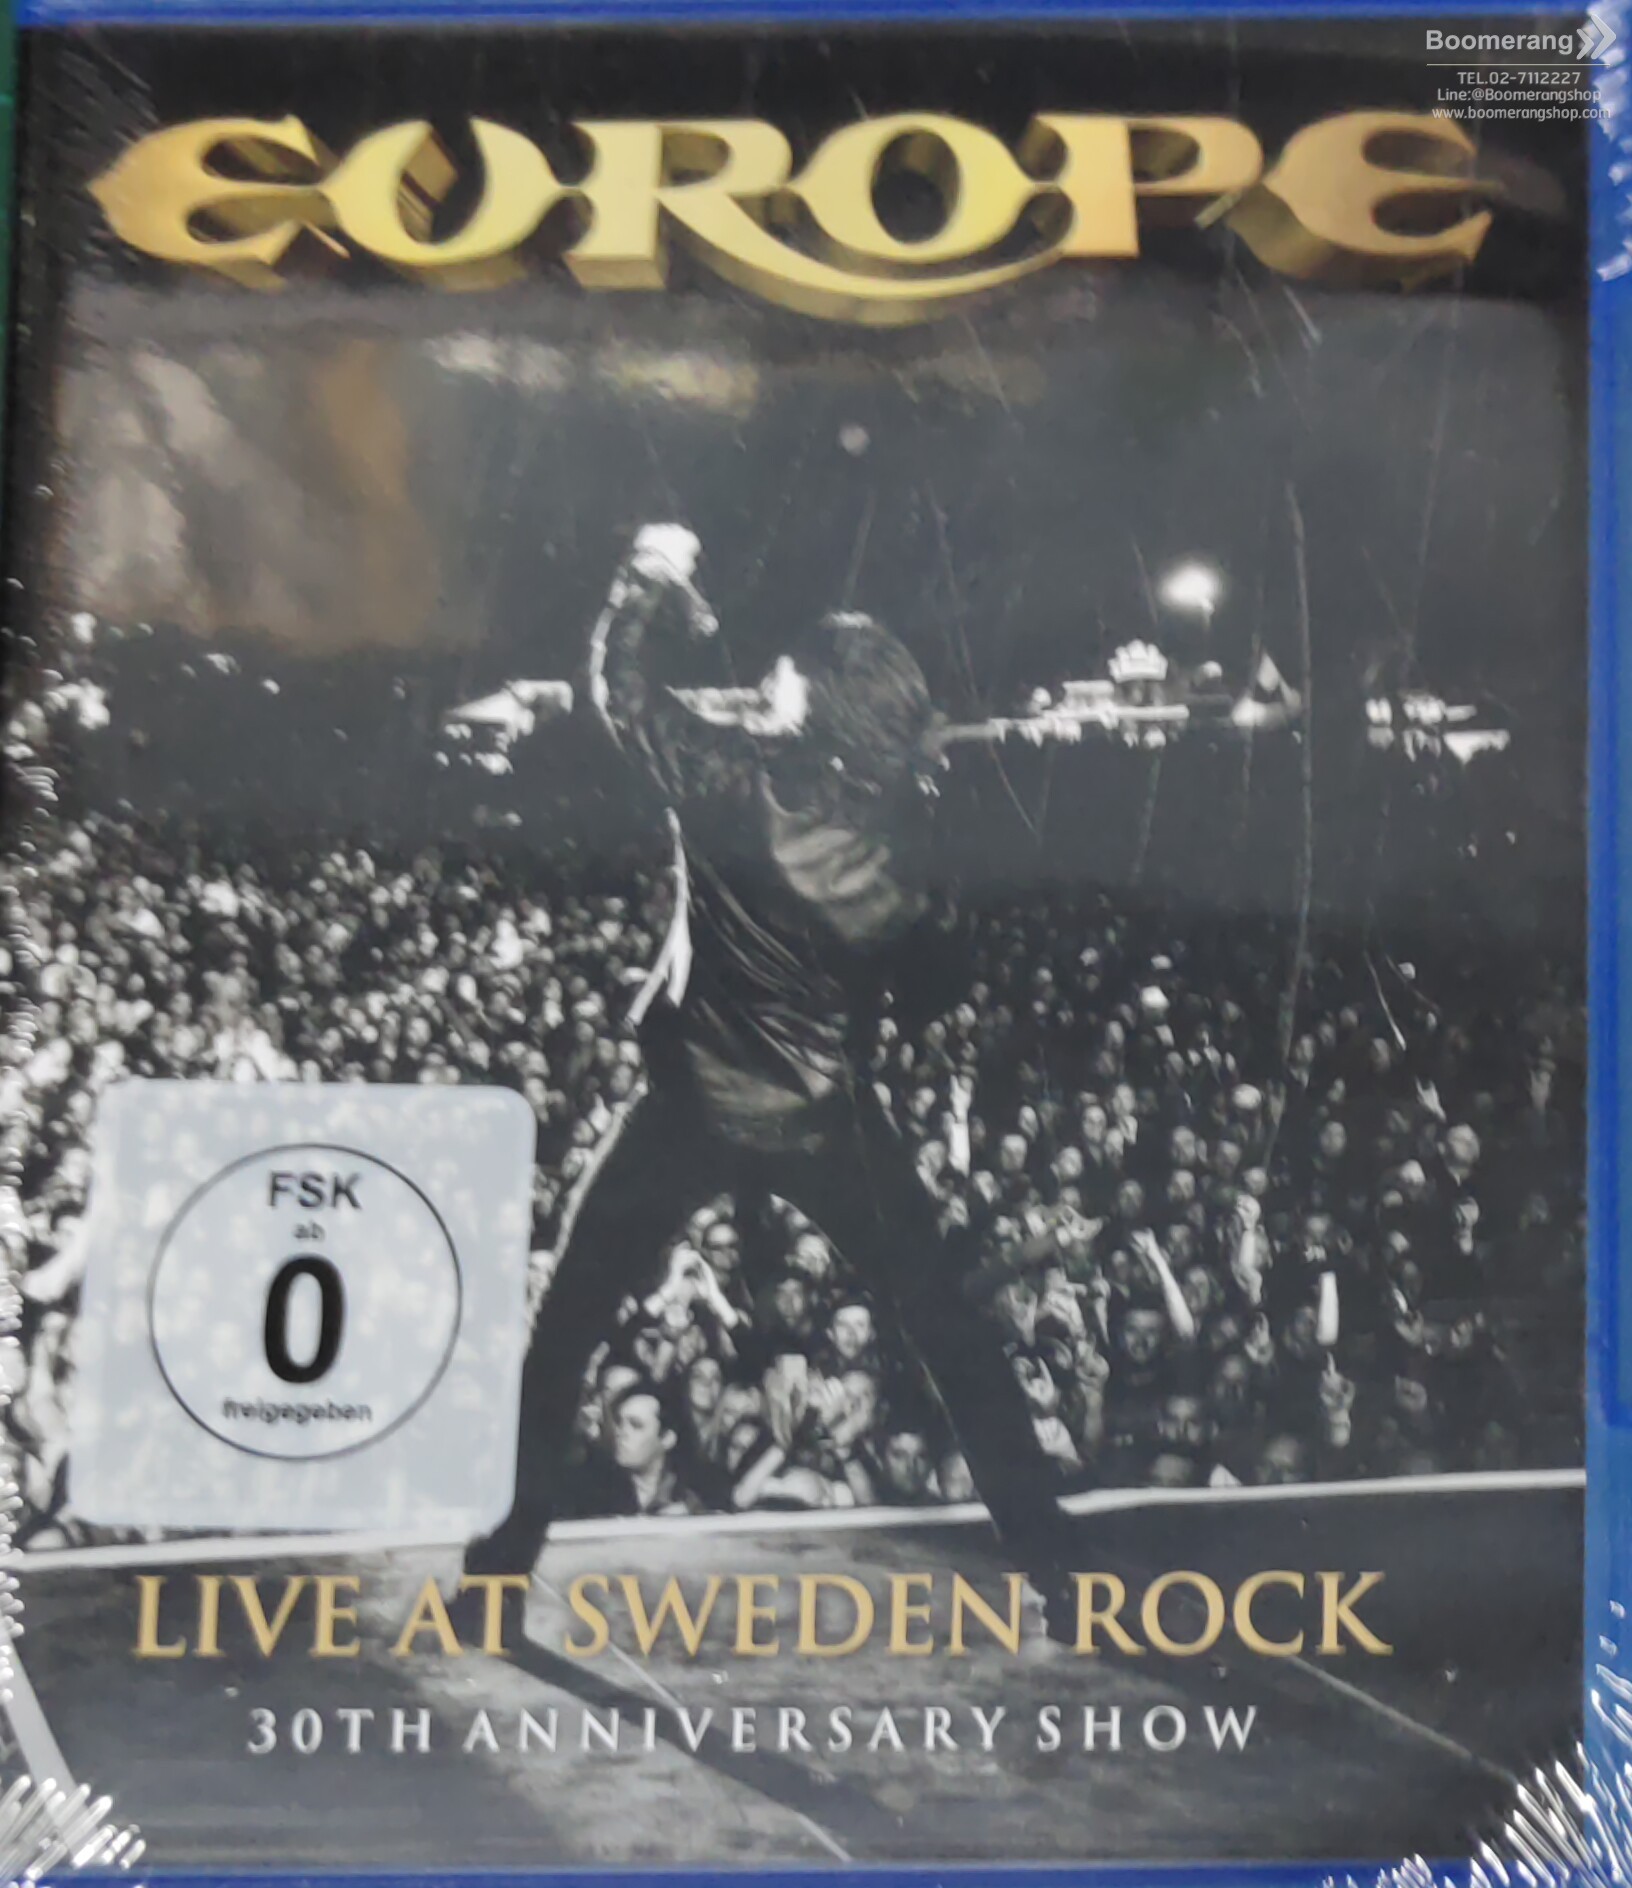 Boomerang
TEL.02-7112227
Line:@Boomerangshop
www.boomerangshop.com
EUROPE
FSK
ab
0
freigegeben
LIVE AT SWEDEN ROCK
30TH ANNIVERSARY SHOW